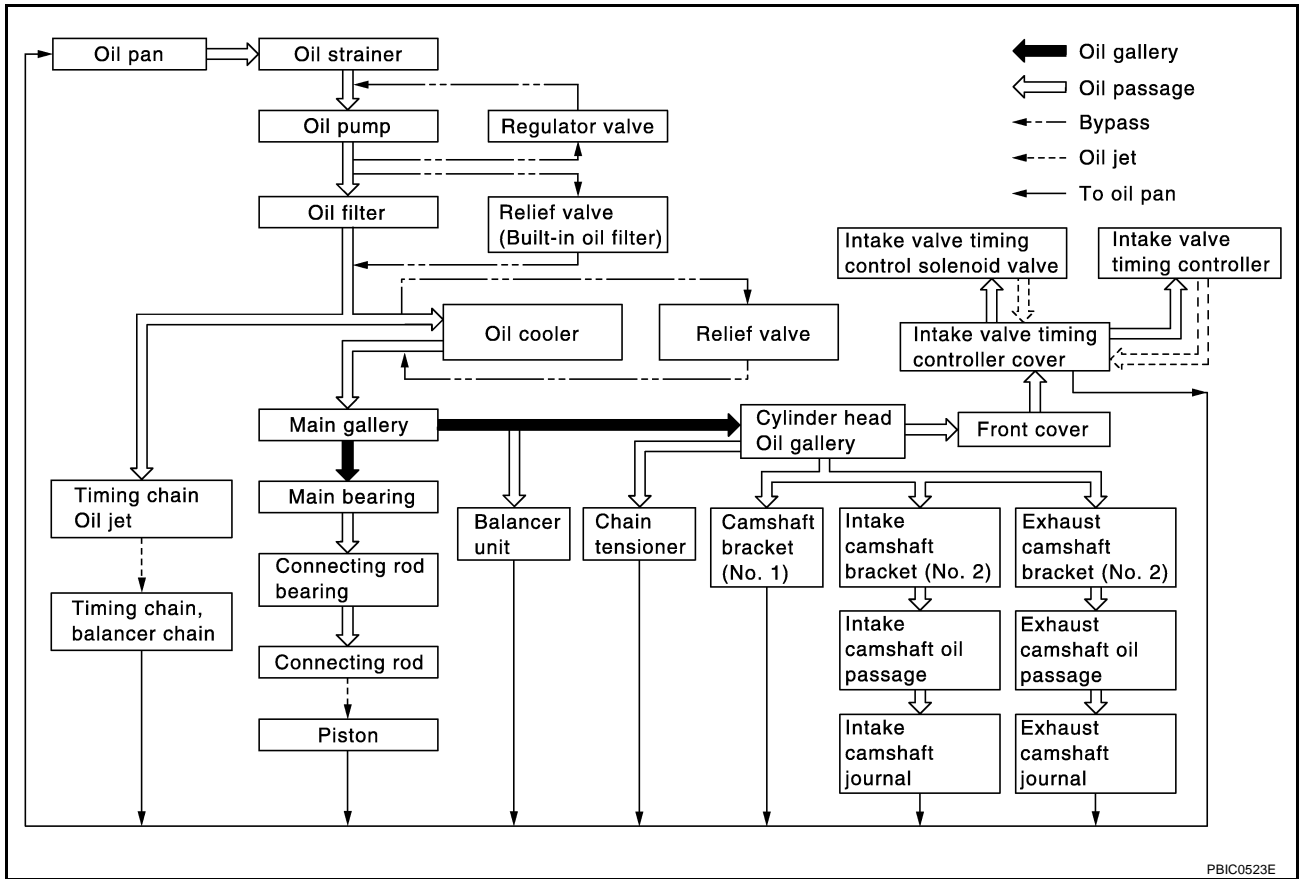 Oil pan
Oil strainer
Oil gallery
Oil passage
Bypass
Oil jet
To oil pan
Oil pump
Regulator valve
Oil filter
Relief valve
(Built-in oil filter)
Intake valve timing
control solenoid valve
Intake valve
timing controller
Oil cooler
Relief valve
Intake valve timing
controller cover
Main gallery
Cylinder head
Oil gallery
Front cover
Timing chain
Oil jet
Main bearing
Balancer
unit
Chain
tensioner
Camshaft
bracket
(No. 1)
Intake
camshaft
bracket (No. 2)
Exhaust
camshaft
bracket (No. 2)
Connecting rod
bearing
Timing chain,
balancer chain
Intake
camshaft oil
passage
Exhaust
camshaft oil
passage
Connecting rod
Piston
Intake
camshaft
journal
Exhaust
camshaft
journal
PBIC0523E